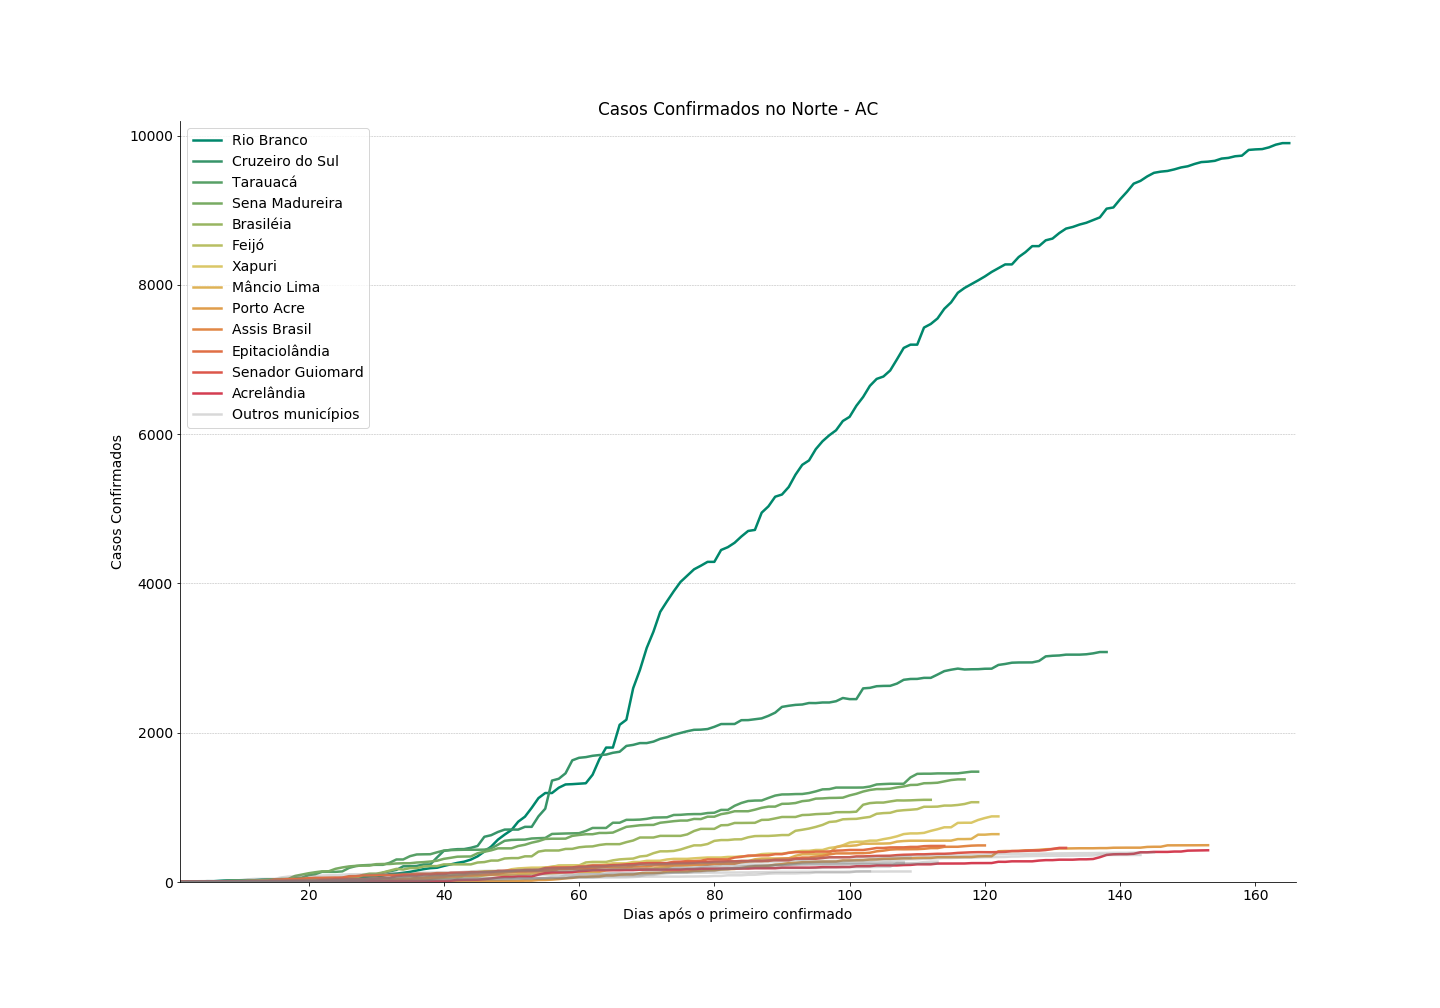 Casos Confirmados no Norte - AC
10000
8000
6000
4000
2000
0
Casos Confirmados
Rio Branco
Cruzeiro do Sul
Tarauacá
Sena Madureira
Brasiléia
Feijó
Xapuri
Mâncio Lima
Porto Acre
Assis Brasil
Epitaciolândia
Senador Guiomard
Acrelândia
Outros municípios
20 40 60 80 100 120 140 160
Dias após o primeiro confirmado